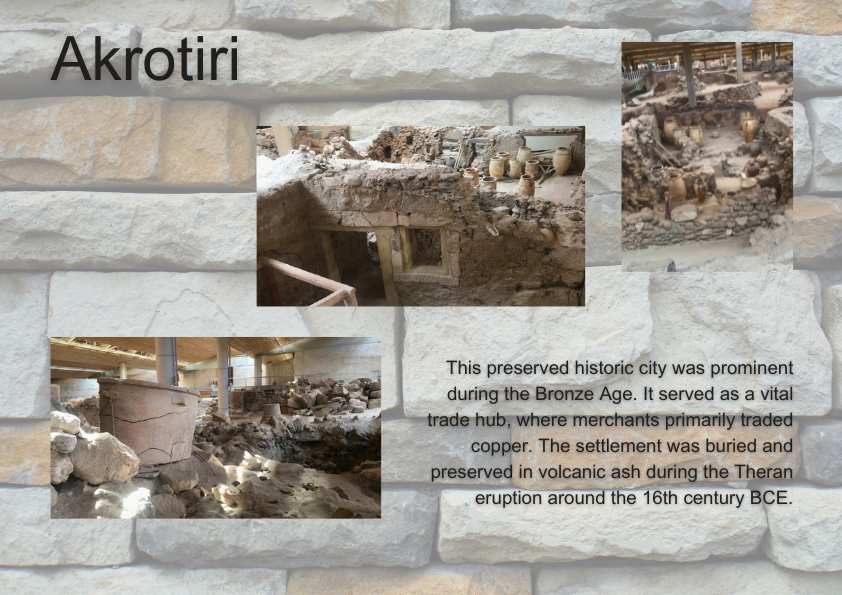 Akrotiri
This preserved historic city was prominent
during the Bronze Age. It served as a vital
trade hub, where merchants primarily traded
copper. The settlement was buried and
preserved in volcanic ash during the Theran
eruption around the 16th century BCE.